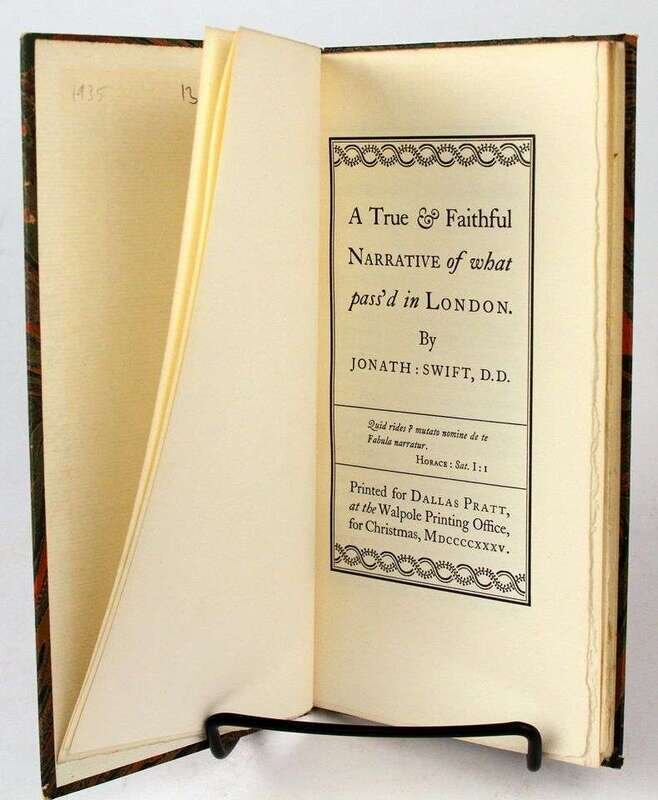 1935
13
A True & Faithful
NARRATIVE of what
pass'd in LONDON.
By
JONATH: SWIFT, D.D.
Quid rides? mutato nomine de te
Fabula narratur.
HORACE: Sat. I: I
Printed for DALLAS PRATT,
at the Walpole Printing Office,
for Christmas, MDCCCCXXXV.